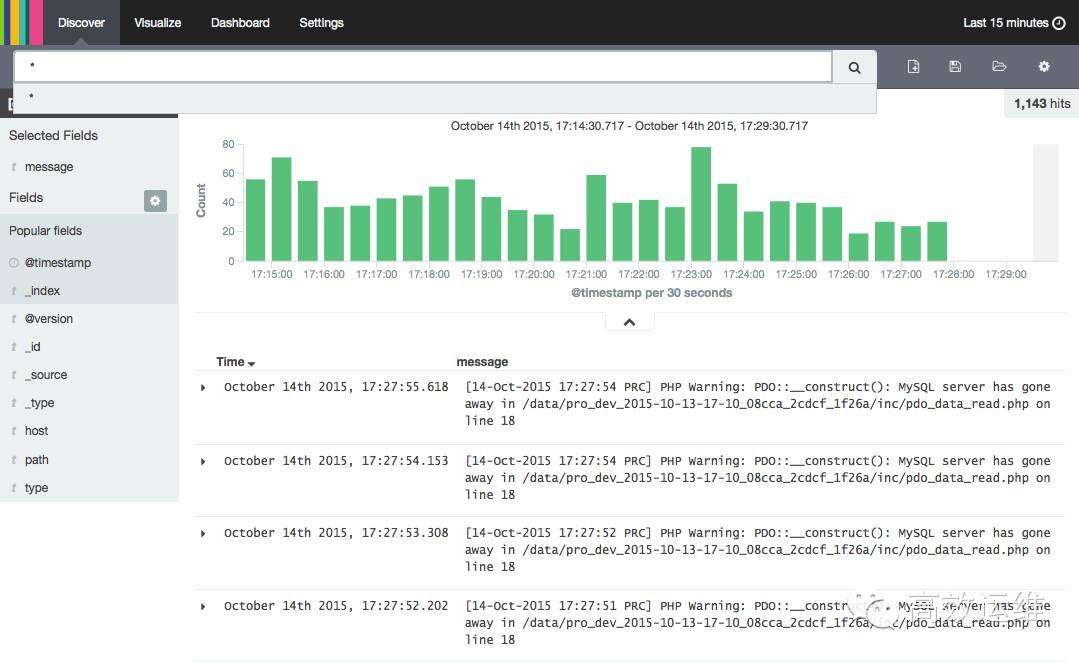 Discover Visualize Dashboard Settings Last 15 minutes
*
*
1,143 hits
October 14th 2015, 17:14:30.717 - October 14th 2015, 17:29:30.717
Selected Fields
t message
Fields
Popular fields
@timestamp
t _index
t @version
t _id
t _source
t _type
t host
t path
t type
Count
80
60
40
20
0
17:15:00 17:16:00 17:17:00 17:18:00 17:19:00 17:20:00 17:21:00 17:22:00 17:23:00 17:24:00 17:25:00 17:26:00 17:27:00 17:28:00 17:29:00
@timestamp per 30 seconds
Time message
October 14th 2015, 17:27:55.618 [14-Oct-2015 17:27:54 PRC] PHP Warning: PDO::__construct(): MySQL server has gone
away in /data/pro_dev_2015-10-13-17-10_08cca_2cdcf_1f26a/inc/pdo_data_read.php on
line 18
October 14th 2015, 17:27:54.153 [14-Oct-2015 17:27:54 PRC] PHP Warning: PDO::__construct(): MySQL server has gone
away in /data/pro_dev_2015-10-13-17-10_08cca_2cdcf_1f26a/inc/pdo_data_read.php on
line 18
October 14th 2015, 17:27:53.308 [14-Oct-2015 17:27:52 PRC] PHP Warning: PDO::__construct(): MySQL server has gone
away in /data/pro_dev_2015-10-13-17-10_08cca_2cdcf_1f26a/inc/pdo_data_read.php on
line 18
October 14th 2015, 17:27:52.202 [14-Oct-2015 17:27:51 PRC] PHP Warning: PDO::__construct(): MySQL server has gone
away in /data/pro_dev_2015-10-13-17-10_08cca_2cdcf_1f26a/inc/pdo_data_read.php on
line 18
高效运维